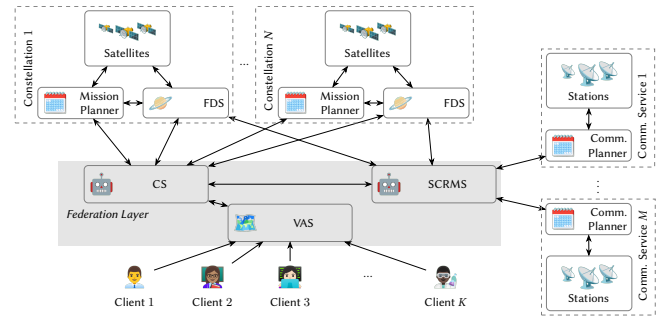 Constellation 1
Satellites
Mission
Planner
FDS
...
Constellation N
Satellites
Mission
Planner
FDS
Comm. Service 1
Stations
Comm.
Planner
...
Comm. Service M
Comm.
Planner
Stations
CS
SCRMS
Federation Layer
VAS
Client 1
Client 2
Client 3
...
Client K